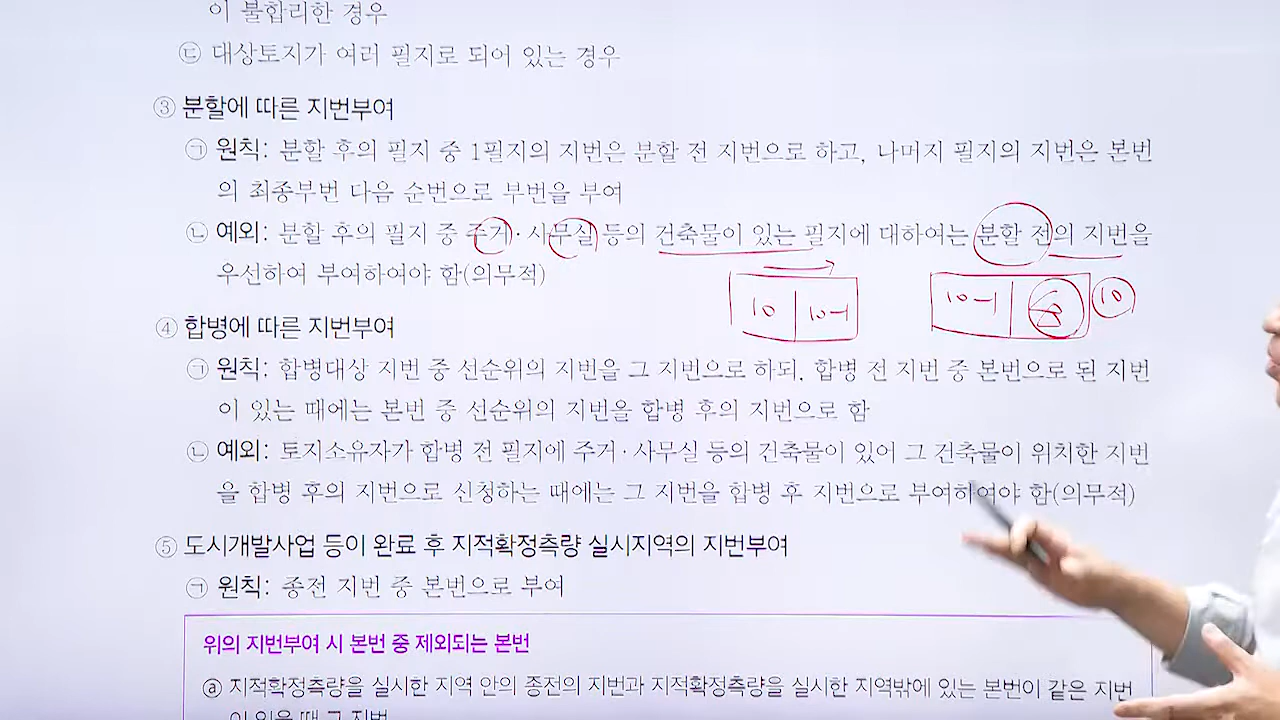 이 불합리한 경우
㉢ 대상토지가 여러 필지로 되어 있는 경우
③ 분할에 따른 지번부여
㉠ 원칙: 분할 후의 필지 중 1필지의 지번은 분할 전 지번으로 하고, 나머지 필지의 지번은 본번
의 최종부번 다음 순번으로 부번을 부여
㉡ 예외: 분할 후의 필지 중 주거·사무실 등의 건축물이 있는 필지에 대하여는 분할 전의 지번을
우선하여 부여하여야 함(의무적)
10 10-1 10-1 10
④ 합병에 따른 지번부여
㉠ 원칙: 합병대상 지번 중 선순위의 지번을 그 지번으로 하되, 합병 전 지번 중 본번으로 된 지번
이 있는 때에는 본번 중 선순위의 지번을 합병 후의 지번으로 함
㉡ 예외: 토지소유자가 합병 전 필지에 주거·사무실 등의 건축물이 있어 그 건축물이 위치한 지번
을 합병 후의 지번으로 신청하는 때에는 그 지번을 합병 후 지번으로 부여하여야 함(의무적)
⑤ 도시개발사업 등이 완료 후 지적확정측량 실시지역의 지번부여
㉠ 원칙: 종전 지번 중 본번으로 부여
위의 지번부여 시 본번 중 제외되는 본번
ⓐ 지적확정측량을 실시한 지역 안의 종전의 지번과 지적확정측량을 실시한 지역밖에 있는 본번이 같은 지번
이 있을 때 그 지번